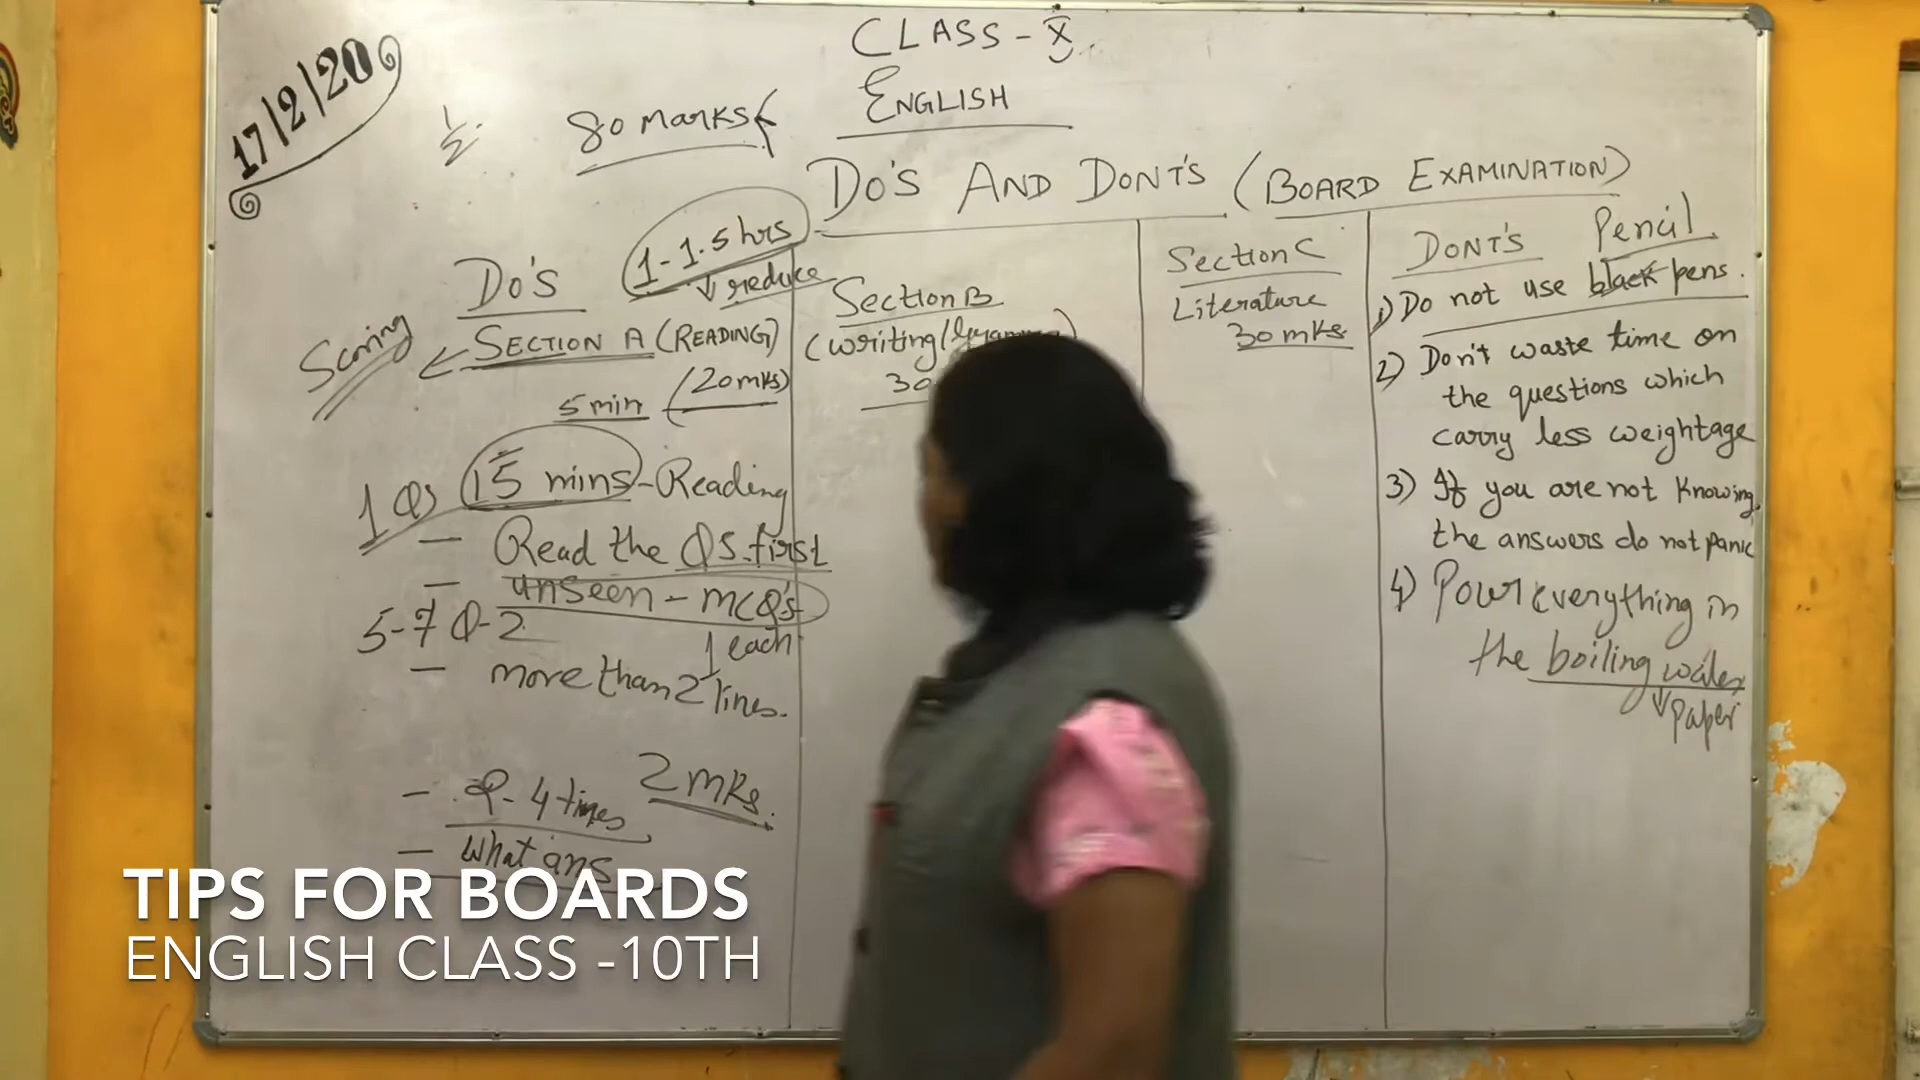 17/2/20
CLASS - X
ENGLISH
1/2
80 marks
DO'S AND DONT'S (BOARD EXAMINATION)
1-1.5 hrs
reduce
DO'S
Scoring
SECTION A (READING)
(20 mks)
5 min
1 Qs 15 mins - Reading
- Read the QS. first
- unseen - MCQ's
1 each
5-7 Q-2
- more than 2 lines.
2 mks.
- Q- 4 times
- what ans
Section B
(Writing/
30
Section C
Literature
30 mks.
DONT'S
Pencil
1) Do not use black pens.
2) Don't waste time on
the questions which
carry less weightage
3) If you are not knowing
the answers do not panic
4) Pour everything in
the boiling water
paper
TIPS FOR BOARDS
ENGLISH CLASS -10TH